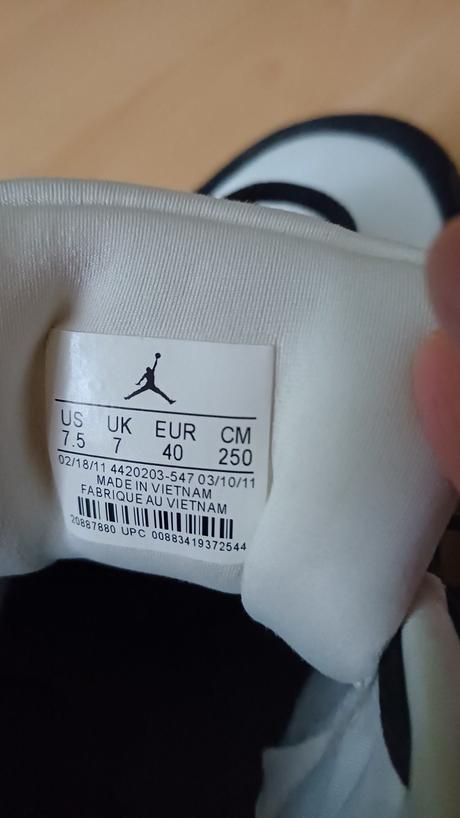 US UK EUR CM
7.5 7 40 250
02/18/11 4420203-547 03/10/11
MADE IN VIETNAM
FABRIQUE AU VIETNAM
20887880 UPC 00883419372544